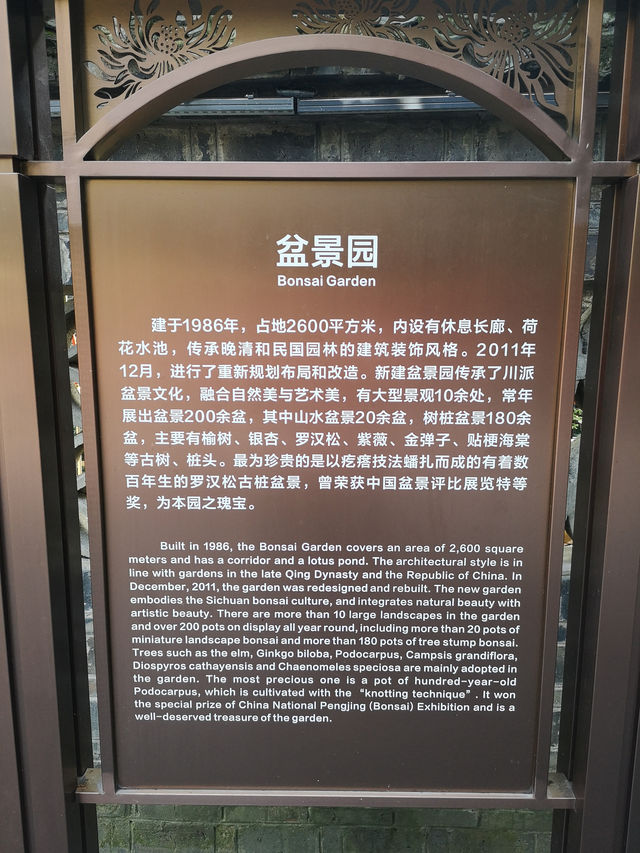 盆景园
Bonsai Garden
建于1986年，占地2600平方米，内设有休息长廊、荷
花水池，传承晚清和民国园林的建筑装饰风格。2011年
12月，进行了重新规划布局和改造。新建盆景园传承了川派
盆景文化，融合自然美与艺术美，有大型景观10余处，常年
展出盆景200余盆，其中山水盆景20余盆，树桩盆景180余
盆，主要有榆树、银杏、罗汉松、紫薇、金弹子、贴梗海棠
等古树、桩头。最为珍贵的是以疙瘩技法蟠扎而成的有着数
百年生的罗汉松古桩盆景，曾荣获中国盆景评比展览特等
奖，为本园之瑰宝。
Built in 1986, the Bonsai Garden covers an area of 2,600 square
meters and has a corridor and a lotus pond. The architectural style is in
line with gardens in the late Qing Dynasty and the Republic of China. In
December, 2011, the garden was redesigned and rebuilt. The new garden
embodies the Sichuan bonsai culture, and integrates natural beauty with
artistic beauty. There are more than 10 large landscapes in the garden
and over 200 pots on display all year round, including more than 20 pots of
miniature landscape bonsai and more than 180 pots of tree stump bonsai.
Trees such as the elm, Ginkgo biloba, Podocarpus, Campsis grandiflora,
Diospyros cathayensis and Chaenomeles speciosa are mainly adopted in
the garden. The most precious one is a pot of hundred-year-old
Podocarpus, which is cultivated with the “knotting technique”. It won
the special prize of China National Pengjing (Bonsai) Exhibition and is a
well-deserved treasure of the garden.